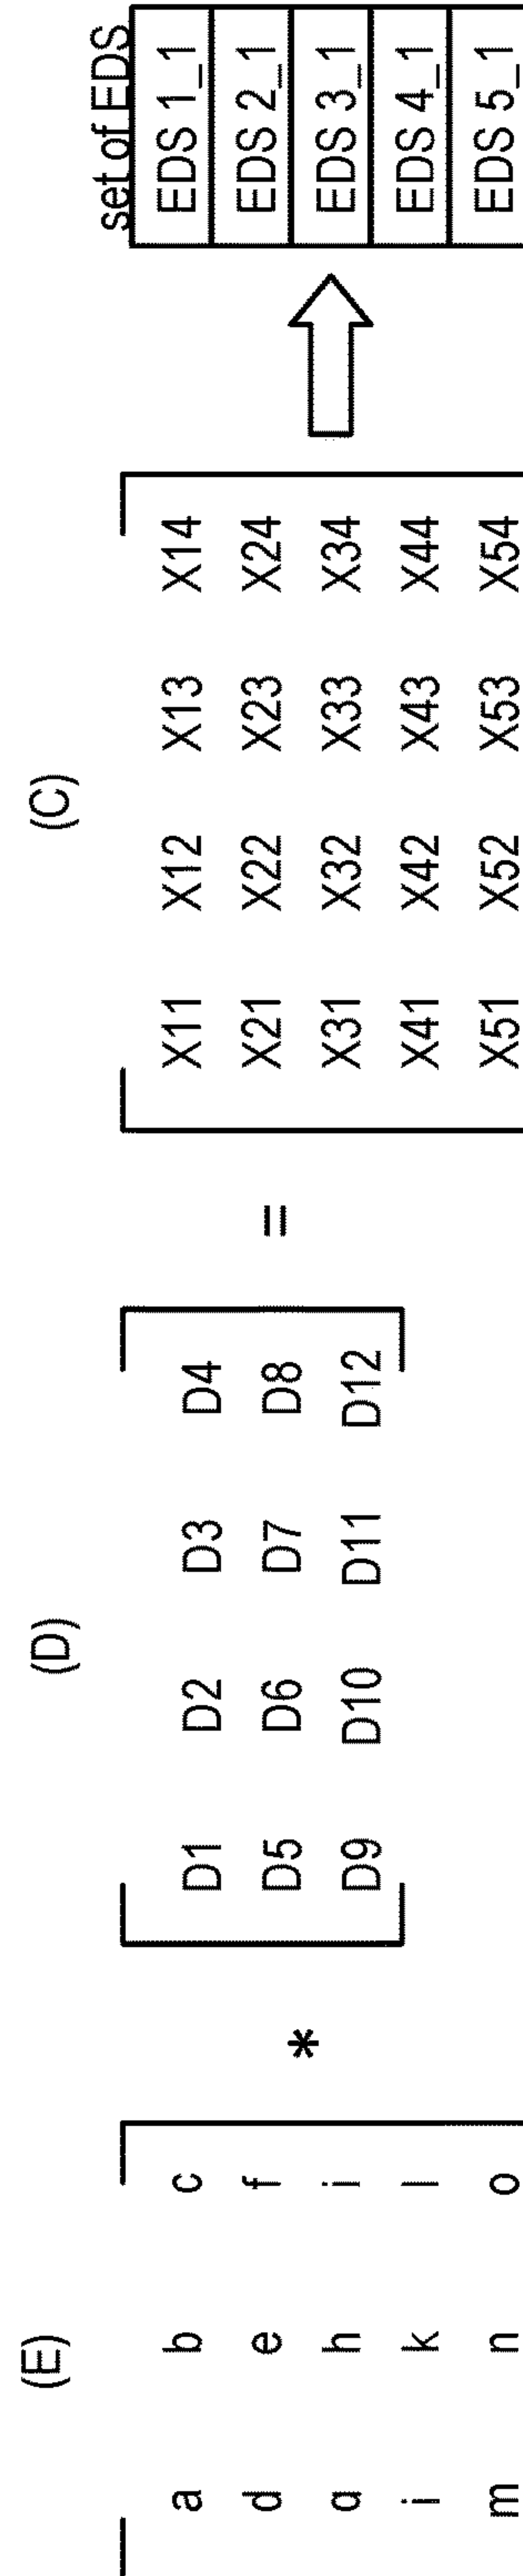 (E) (D) (C) set of EDS
a b c D1 D2 D3 D4 X11 X12 X13 X14 EDS 1_1
d e f * D5 D6 D7 D8 = X21 X22 X23 X24 EDS 2_1
g h i D9 D10 D11 D12 X31 X32 X33 X34 EDS 3_1
j k l X41 X42 X43 X44 EDS 4_1
m n o X51 X52 X53 X54 EDS 5_1